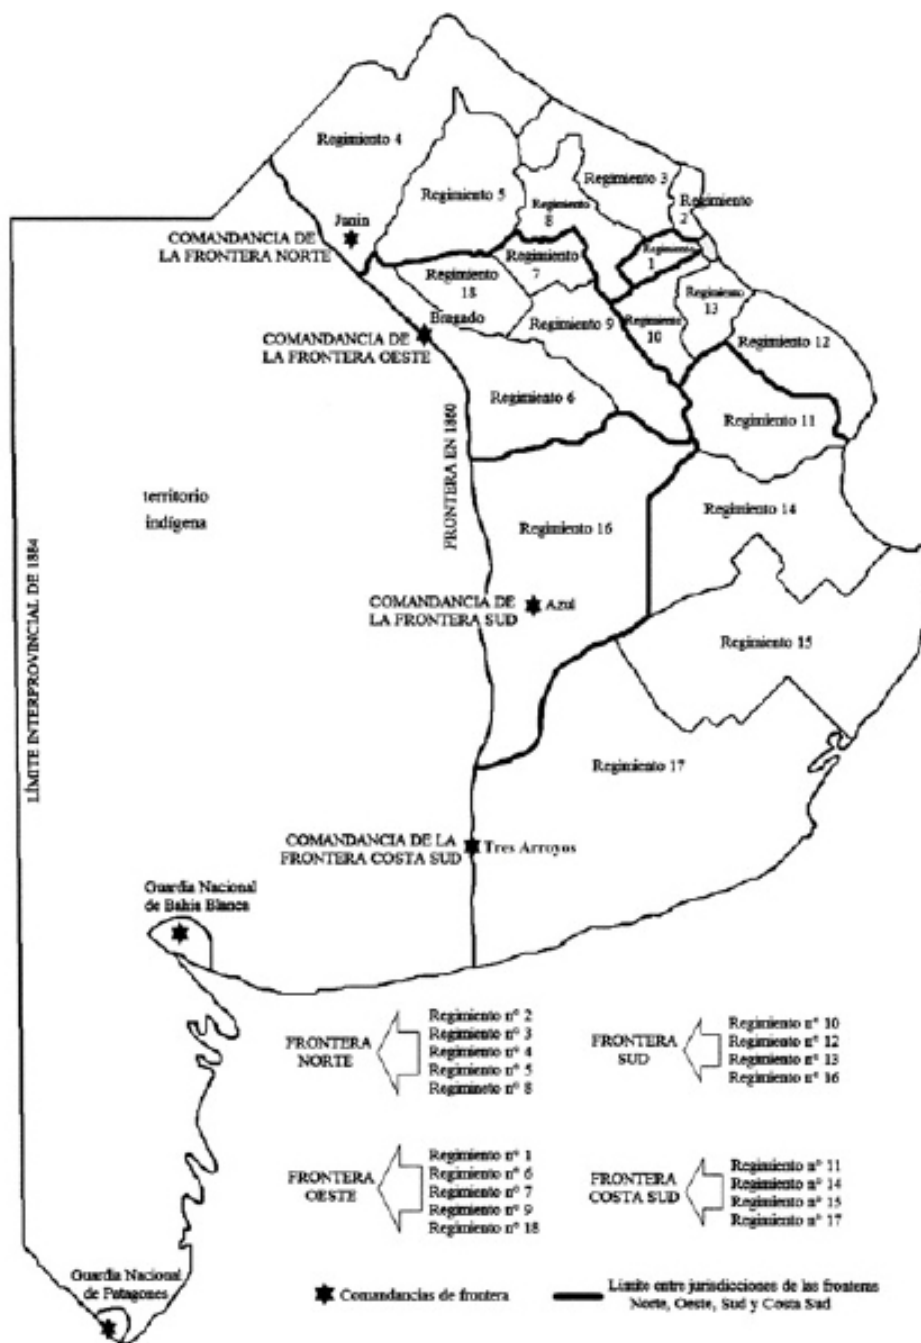 Regimiento 4
Regimiento 5
Regimiento 3
Regimiento
2
Regimiento
8
Regimiento
1
Junín
COMANDANCIA DE
LA FRONTERA NORTE
Regimiento
7
Regimiento
18
Regimiento
13
Bragado
COMANDANCIA DE
LA FRONTERA OESTE
Regimiento 9
Regimiento
10
Regimiento 12
Regimiento 6
Regimiento 11
FRONTERA EN 1860
territorio
indígena
Regimiento 16
Regimiento 14
LÍMITE INTERPROVINCIAL DE 1884
COMANDANCIA DE
LA FRONTERA SUD
Azul
Regimiento 15
Regimiento 17
COMANDANCIA DE LA
FRONTERA COSTA SUD
Tres Arroyos
Guardia Nacional
de Bahía Blanca
FRONTERA
NORTE
Regimiento nº 2
Regimiento nº 3
Regimiento nº 4
Regimiento nº 5
Regimineto nº 8
FRONTERA
SUD
Regimiento nº 10
Regimiento nº 12
Regimiento nº 13
Regimiento nº 16
FRONTERA
OESTE
Regimiento nº 1
Regimiento nº 6
Regimiento nº 7
Regimiento nº 9
Regimiento nº 18
FRONTERA
COSTA SUD
Regimiento nº 11
Regimiento nº 14
Regimiento nº 15
Regimiento nº 17
Guardia Nacional
de Patagones
Comandancias de frontera
Límite entre jurisdicciones de las fronteras
Norte, Oeste, Sud y Costa Sud